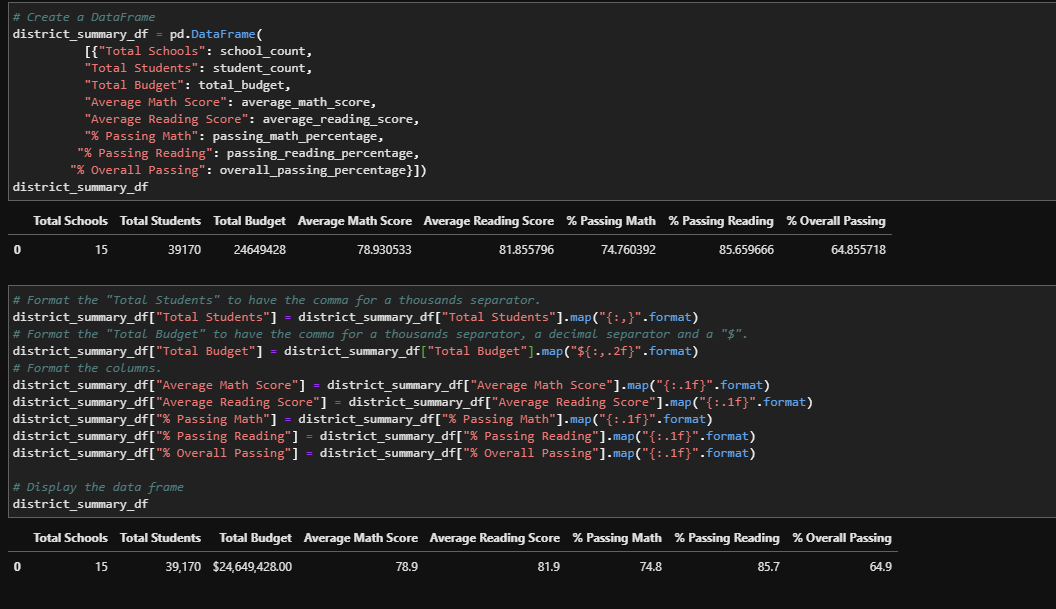 # Create a DataFrame
district_summary_df = pd.DataFrame(
          [{"Total Schools": school_count,
          "Total Students": student_count,
          "Total Budget": total_budget,
          "Average Math Score": average_math_score,
          "Average Reading Score": average_reading_score,
          "% Passing Math": passing_math_percentage,
         "% Passing Reading": passing_reading_percentage,
        "% Overall Passing": overall_passing_percentage}])
district_summary_df
Total Schools Total Students Total Budget Average Math Score Average Reading Score % Passing Math % Passing Reading % Overall Passing
0 15 39170 24649428 78.930533 81.855796 74.760392 85.659666 64.855718
# Format the "Total Students" to have the comma for a thousands separator.
district_summary_df["Total Students"] = district_summary_df["Total Students"].map("{:,}".format)
# Format the "Total Budget" to have the comma for a thousands separator, a decimal separator and a "$".
district_summary_df["Total Budget"] = district_summary_df["Total Budget"].map("${:,.2f}".format)
# Format the columns.
district_summary_df["Average Math Score"] = district_summary_df["Average Math Score"].map("{:.1f}".format)
district_summary_df["Average Reading Score"] = district_summary_df["Average Reading Score"].map("{:.1f}".format)
district_summary_df["% Passing Math"] = district_summary_df["% Passing Math"].map("{:.1f}".format)
district_summary_df["% Passing Reading"] = district_summary_df["% Passing Reading"].map("{:.1f}".format)
district_summary_df["% Overall Passing"] = district_summary_df["% Overall Passing"].map("{:.1f}".format)
# Display the data frame
district_summary_df
Total Schools Total Students Total Budget Average Math Score Average Reading Score % Passing Math % Passing Reading % Overall Passing
0 15 39,170 $24,649,428.00 78.9 81.9 74.8 85.7 64.9